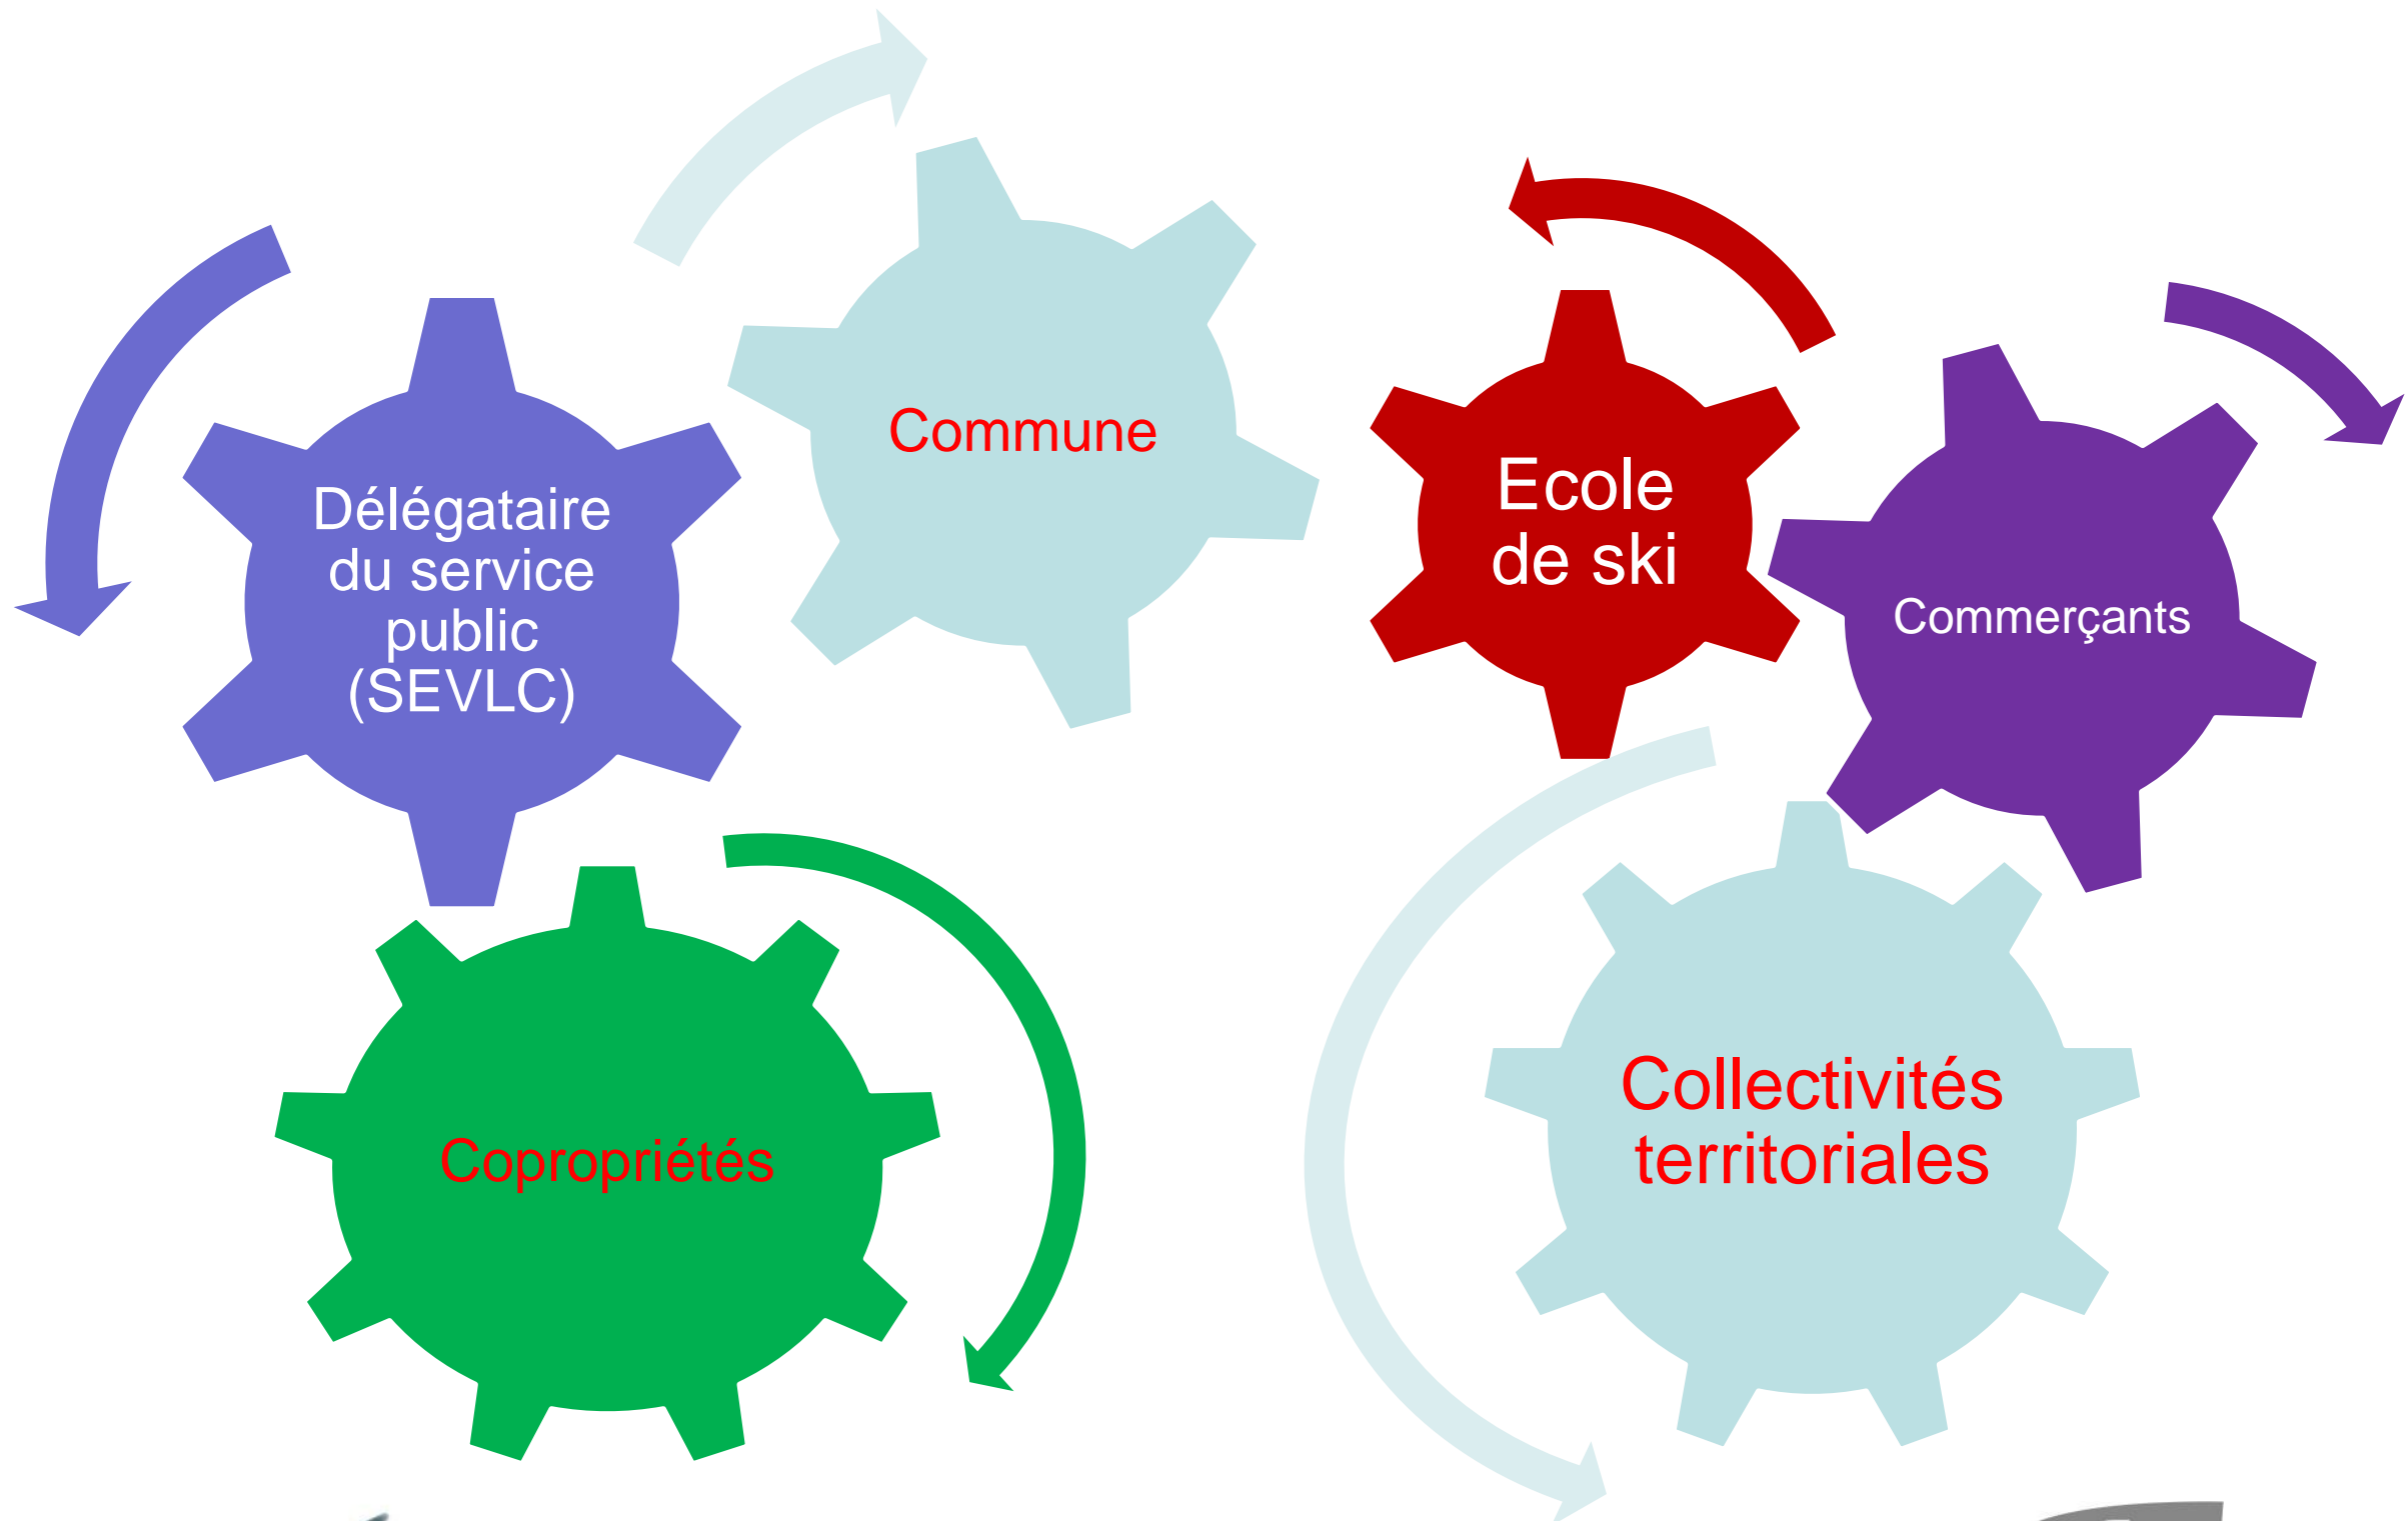 Commune
Délégataire
du service
public
(SEVLC)
Ecole
de ski
Commerçants
Copropriétés
Collectivités
territoriales